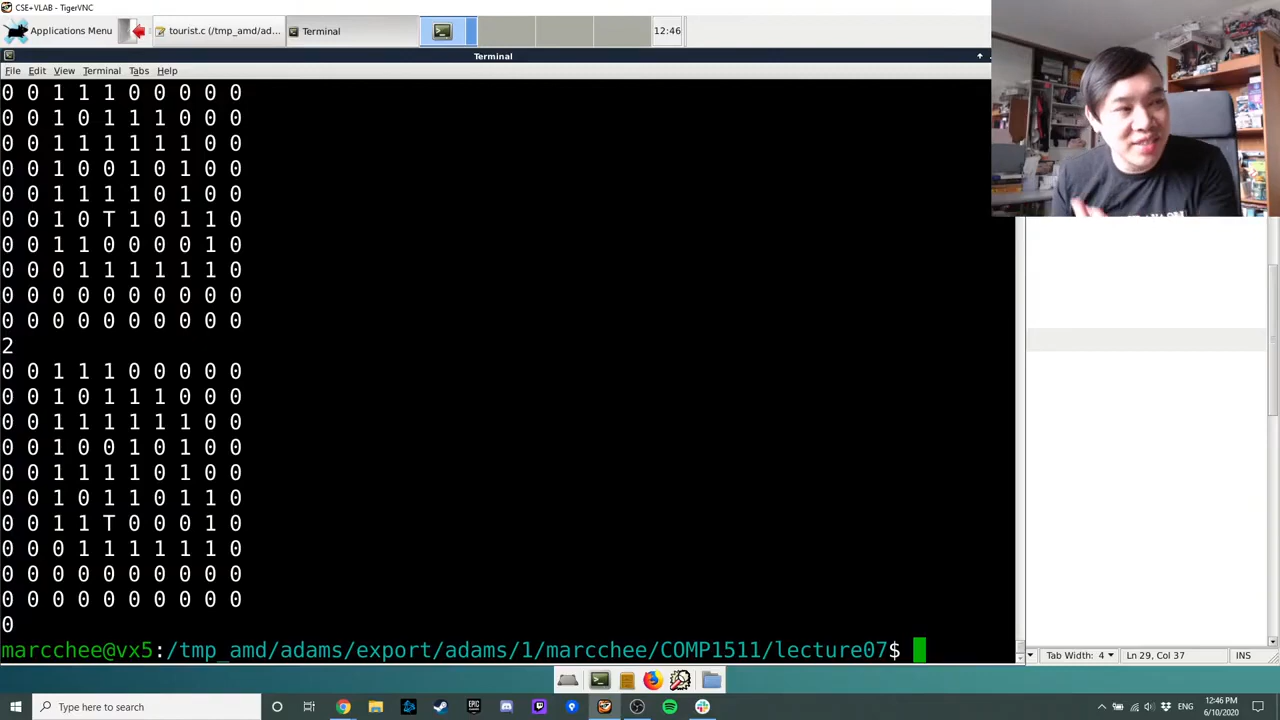 CSE+VLAB - TigerVNC
Applications Menu
tourist.c (/tmp_amd/ad...
Terminal
12:46
Terminal
File Edit View Terminal Tabs Help
0 0 1 1 1 0 0 0 0 0
0 0 1 0 1 1 1 0 0 0
0 0 1 1 1 1 1 1 0 0
0 0 1 0 0 1 0 1 0 0
0 0 1 1 1 1 0 1 0 0
0 0 1 0 T 1 0 1 1 0
0 0 1 1 0 0 0 0 1 0
0 0 0 1 1 1 1 1 1 0
0 0 0 0 0 0 0 0 0 0
0 0 0 0 0 0 0 0 0 0
2
0 0 1 1 1 0 0 0 0 0
0 0 1 0 1 1 1 0 0 0
0 0 1 1 1 1 1 1 0 0
0 0 1 0 0 1 0 1 0 0
0 0 1 1 1 1 0 1 0 0
0 0 1 0 1 1 0 1 1 0
0 0 1 1 T 0 0 0 1 0
0 0 0 1 1 1 1 1 1 0
0 0 0 0 0 0 0 0 0 0
0 0 0 0 0 0 0 0 0 0
0
marcchee@vx5:/tmp_amd/adams/export/adams/1/marcchee/COMP1511/lecture07$
Tab Width: 4 Ln 29, Col 37 INS
Type here to search
ENG
12:46 PM
6/10/2020